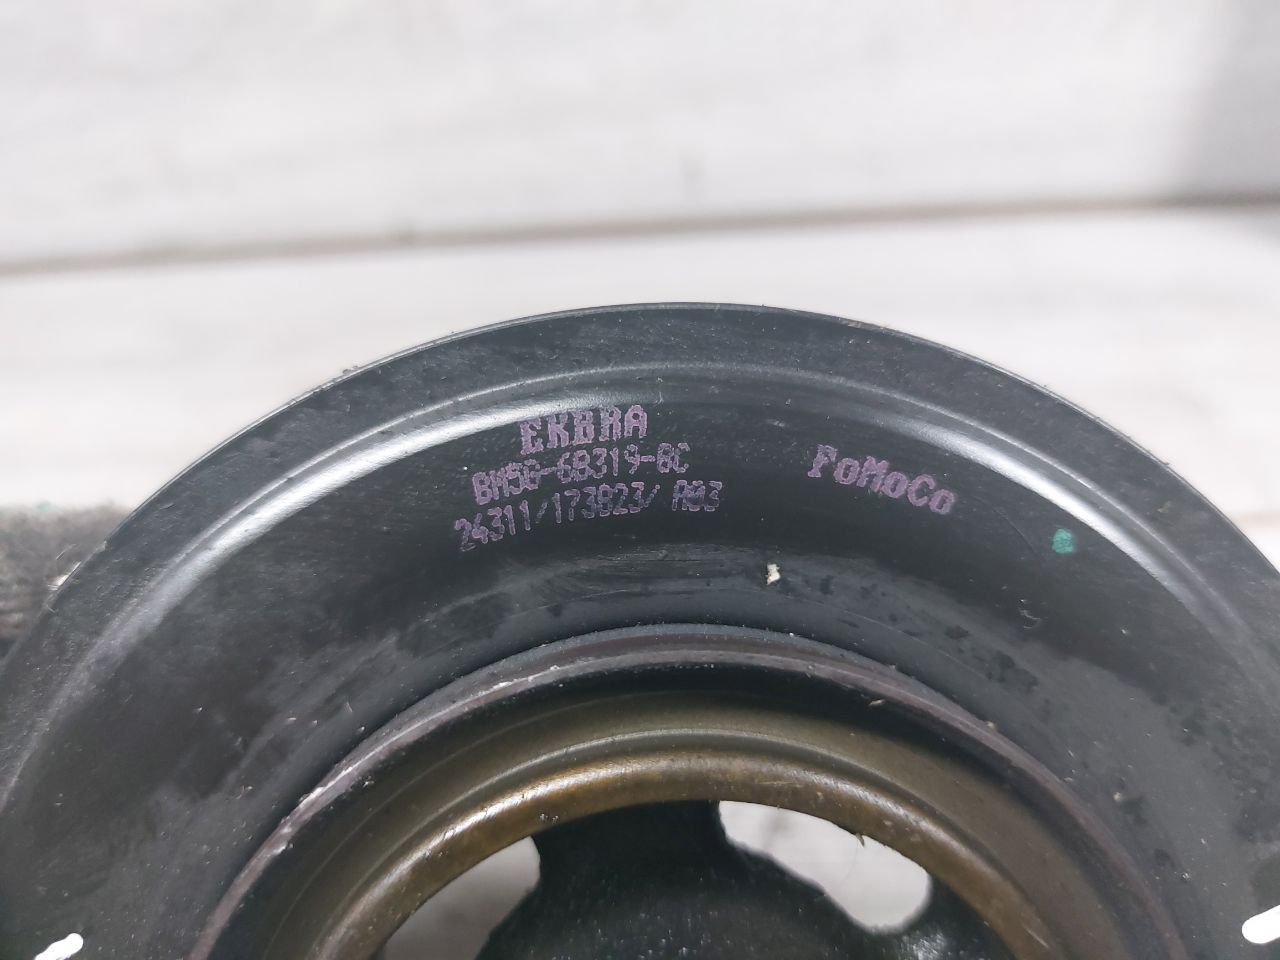 EKBRA
BM5G-6B319-BC
24311/173823/ A03
FoMoCo